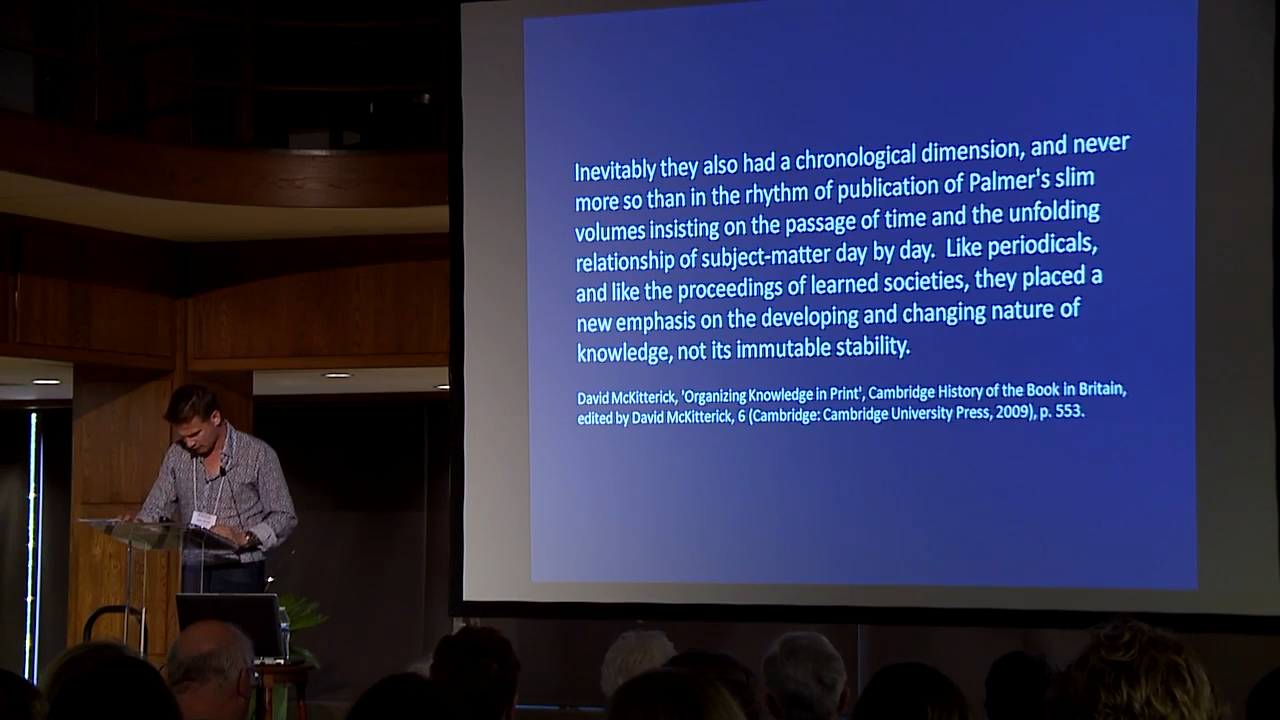 Inevitably they also had a chronological dimension, and never
more so than in the rhythm of publication of Palmer's slim
volumes insisting on the passage of time and the unfolding
relationship of subject-matter day by day. Like periodicals,
and like the proceedings of learned societies, they placed a
new emphasis on the developing and changing nature of
knowledge, not its immutable stability.
David McKitterick, 'Organizing Knowledge in Print', Cambridge History of the Book in Britain,
edited by David McKitterick, 6 (Cambridge: Cambridge University Press, 2009), p. 553.